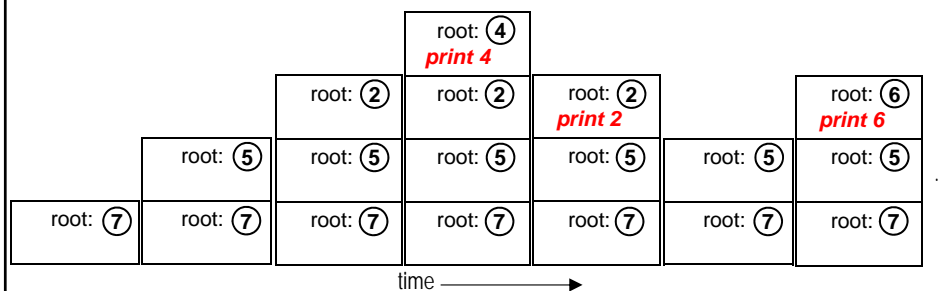 root: 4
print 4
root: 2 root: 2 root: 2
print 2
root: 6
print 6
root: 5 root: 5 root: 5 root: 5 root: 5 root: 5
root: 7 root: 7 root: 7 root: 7 root: 7 root: 7 root: 7
time